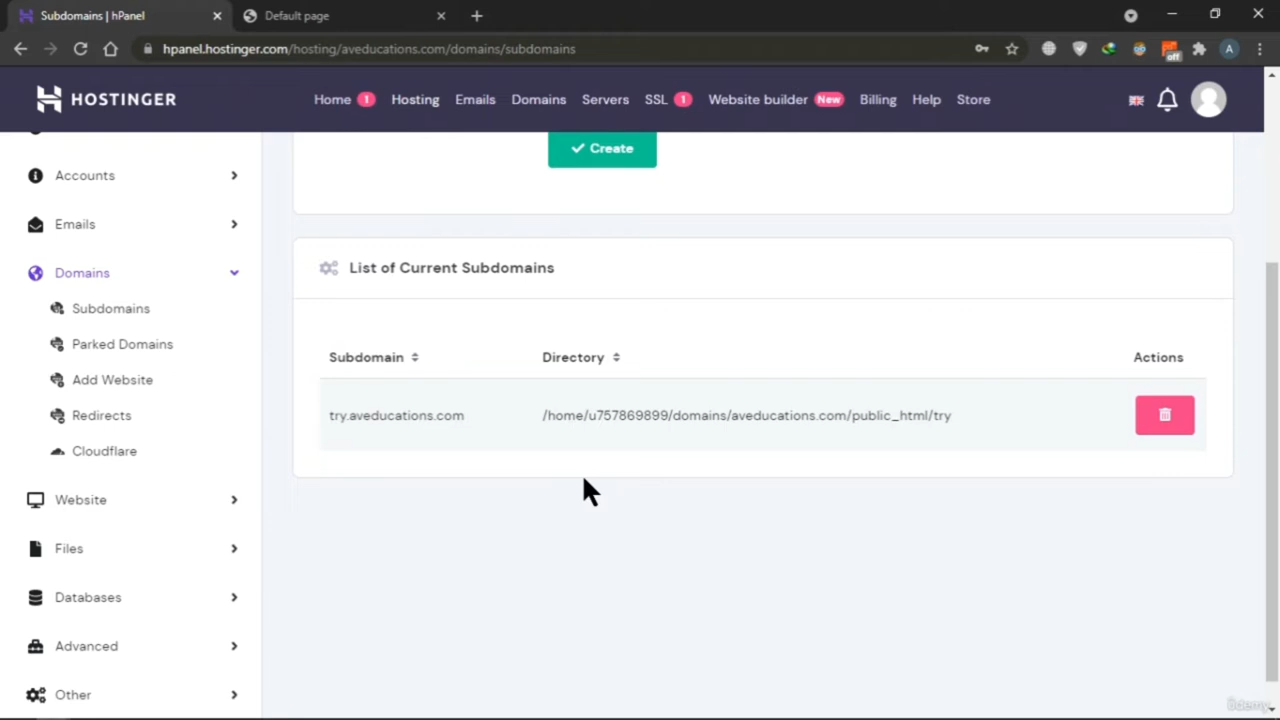 Subdomains | hPanel
Default page
hpanel.hostinger.com/hosting/aveducations.com/domains/subdomains
off
A
HOSTINGER
Home 1 Hosting Emails Domains Servers SSL 1 Website builder New Billing Help Store
Create
Accounts
Emails
Domains
Subdomains
Parked Domains
Add Website
Redirects
Cloudflare
Website
Files
Databases
Advanced
Other
List of Current Subdomains
Subdomain Directory Actions
try.aveducations.com /home/u757869899/domains/aveducations.com/public_html/try
ûdemy